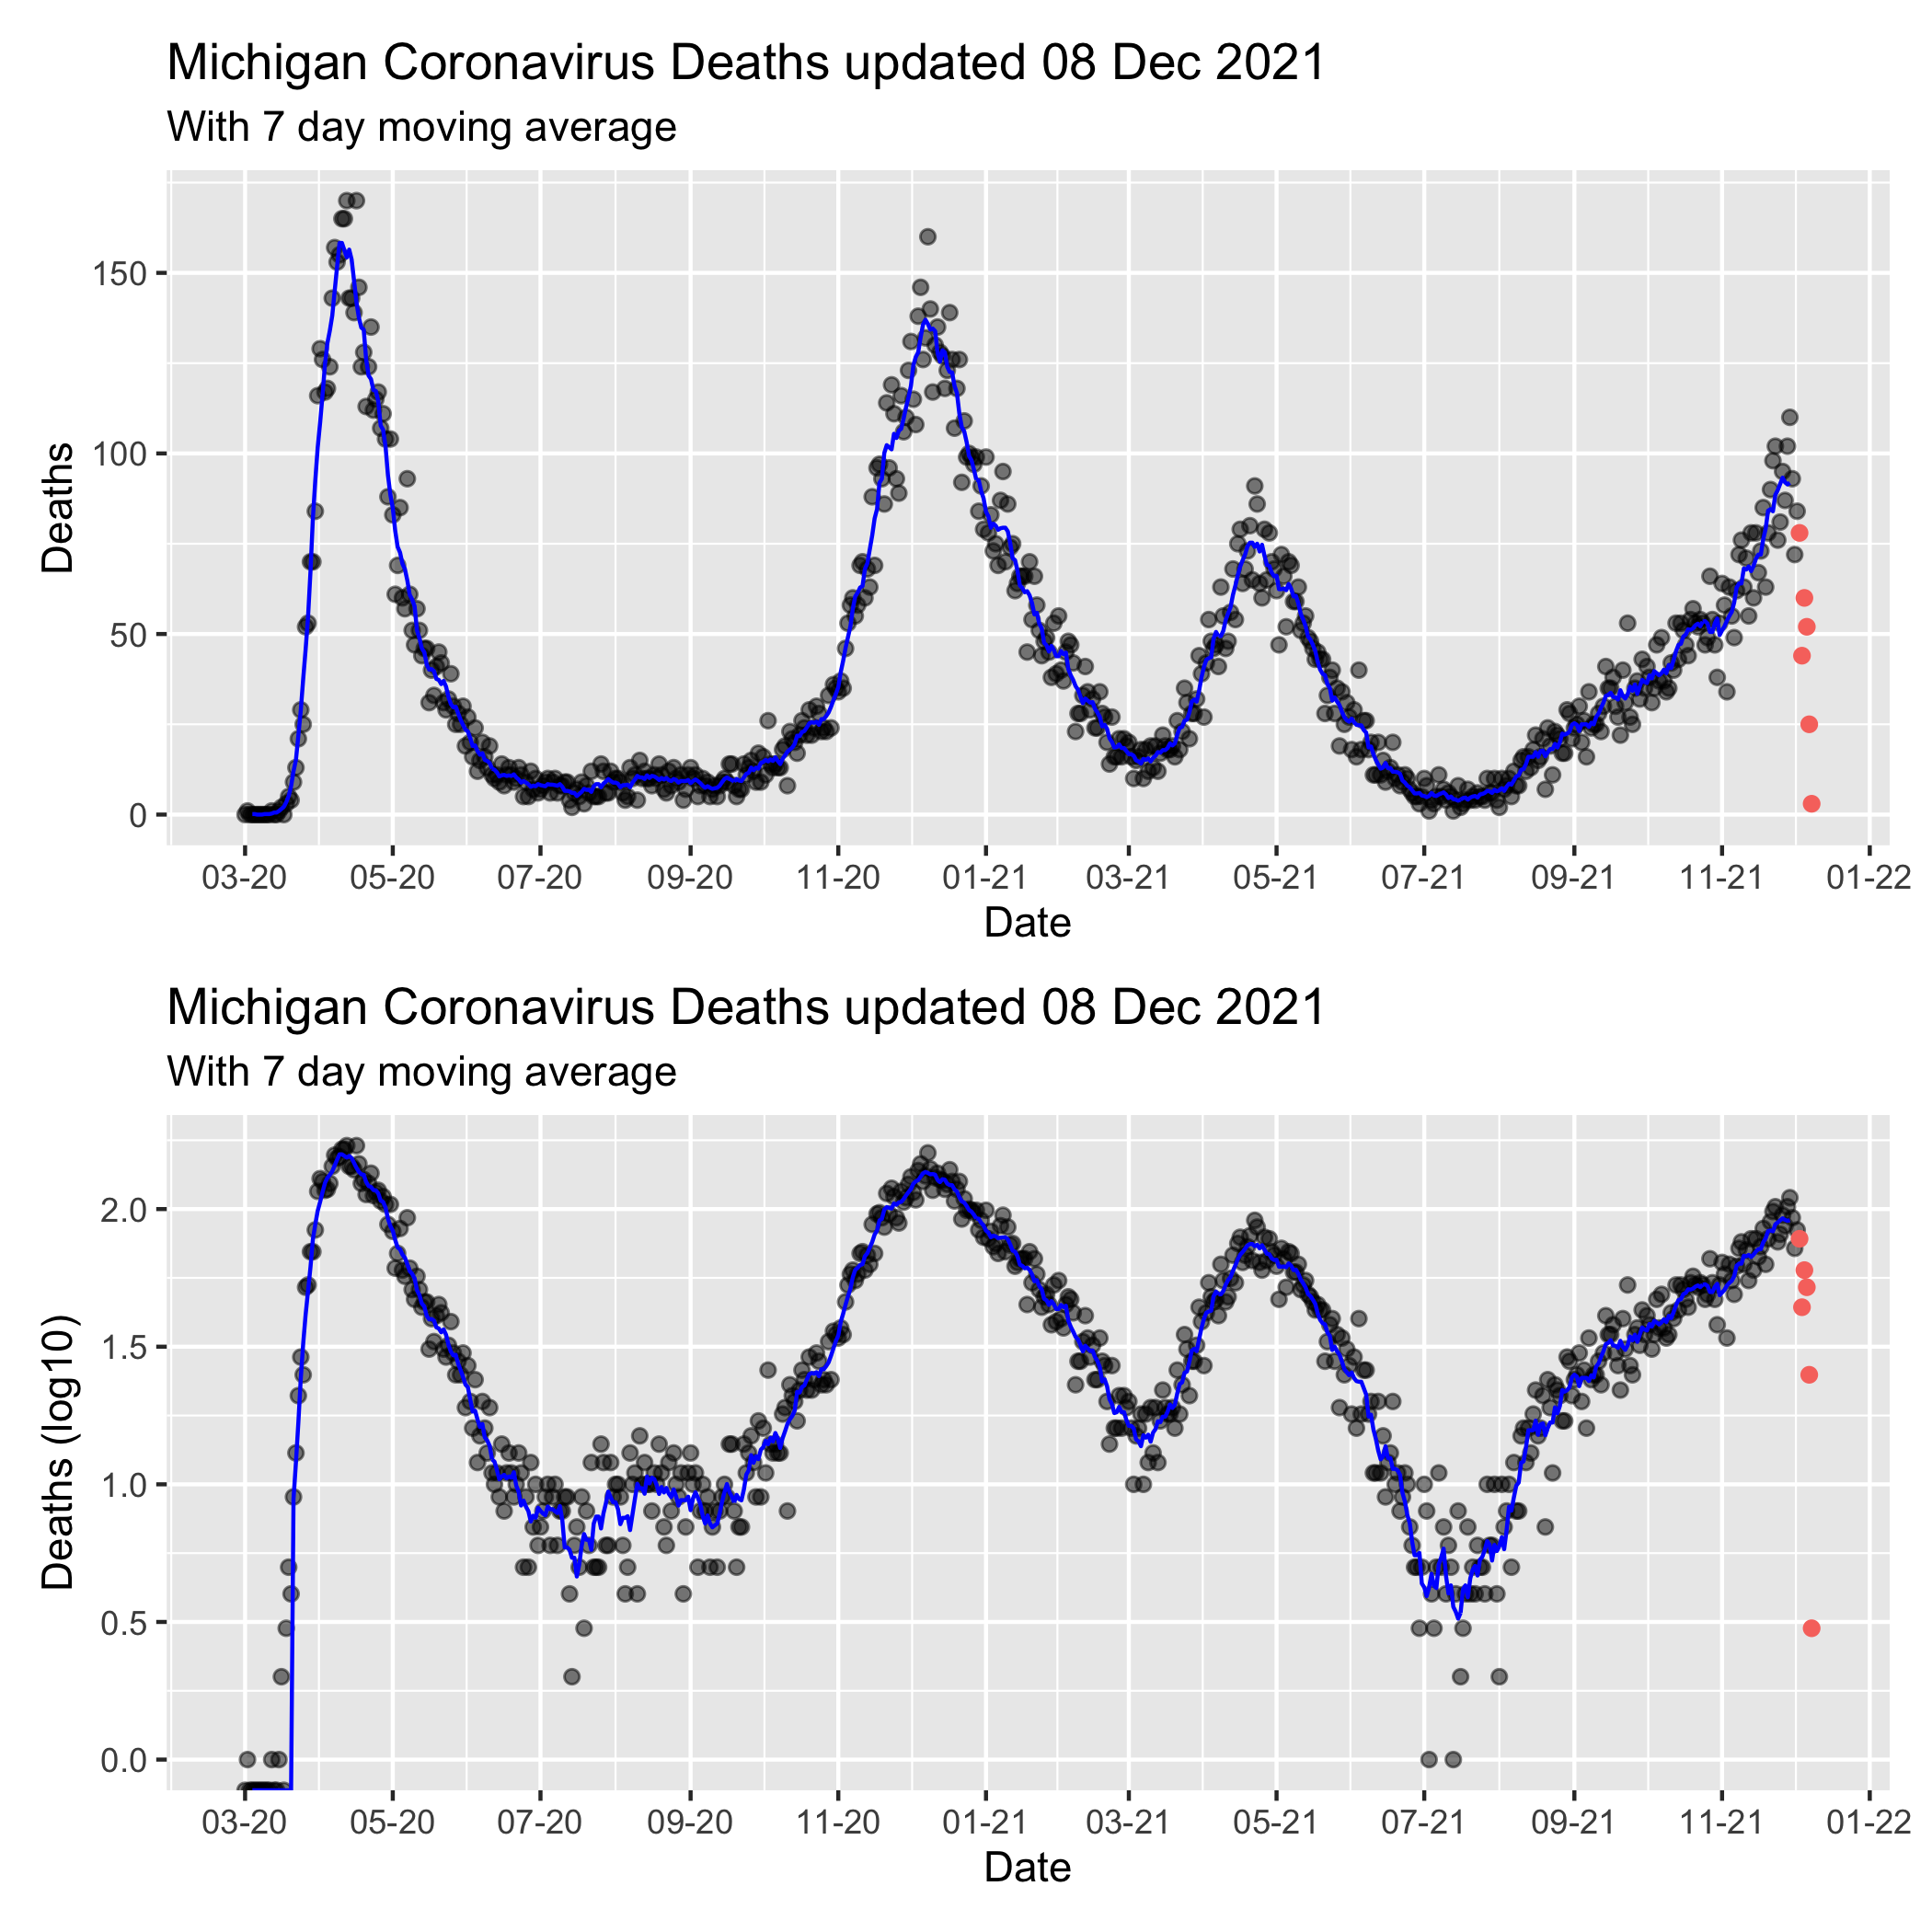 Michigan Coronavirus Deaths updated 08 Dec 2021
With 7 day moving average
Deaths
150
100
50
0
03-20 05-20 07-20 09-20 11-20 01-21 03-21 05-21 07-21 09-21 11-21 01-22
Date
Michigan Coronavirus Deaths updated 08 Dec 2021
With 7 day moving average
Deaths (log10)
2.0
1.5
1.0
0.5
0.0
03-20 05-20 07-20 09-20 11-20 01-21 03-21 05-21 07-21 09-21 11-21 01-22
Date